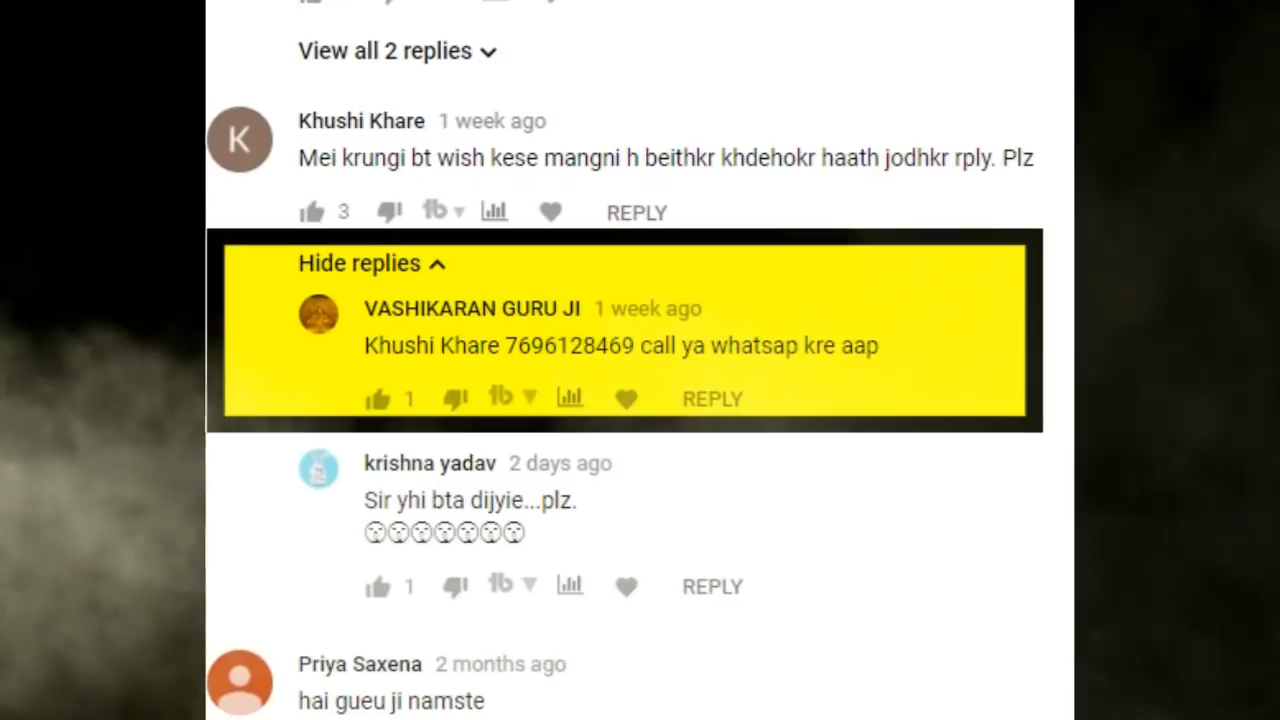 View all 2 replies
Khushi Khare 1 week ago
Mei krungi bt wish kese mangni h beithkr khdehokr haath jodhkr rply. Plz
3 REPLY
Hide replies
VASHIKARAN GURU JI 1 week ago
Khushi Khare 7696128469 call ya whatsap kre aap
1 REPLY
krishna yadav 2 days ago
Sir yhi bta dijyie...plz.
1 REPLY
Priya Saxena 2 months ago
hai gueu ji namste